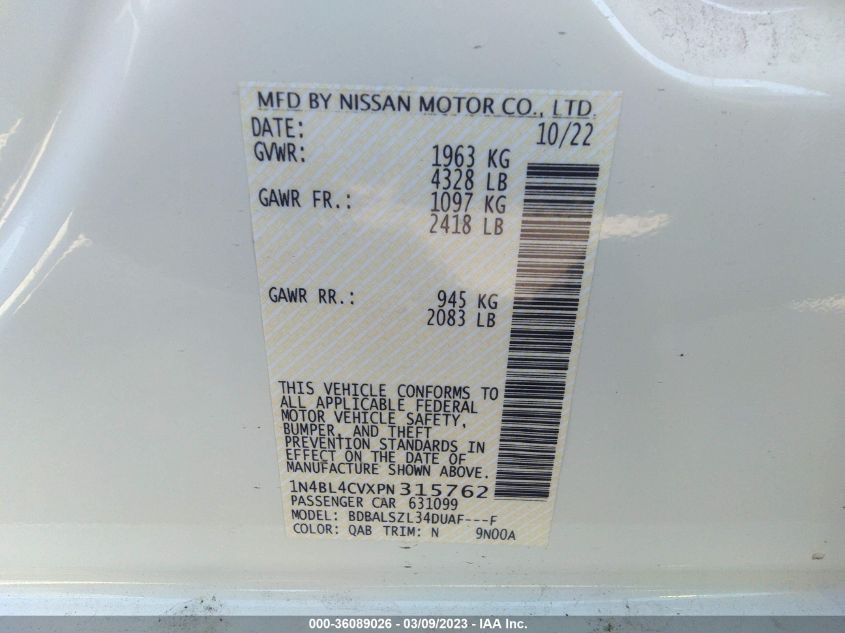 MFD BY NISSAN MOTOR CO., LTD.
DATE: 10/22
GVWR: 1963 KG
4328 LB
GAWR FR.: 1097 KG
2418 LB
GAWR RR.: 945 KG
2083 LB
THIS VEHICLE CONFORMS TO
ALL APPLICABLE FEDERAL
MOTOR VEHICLE SAFETY,
BUMPER, AND THEFT
PREVENTION STANDARDS IN
EFFECT ON THE DATE OF
MANUFACTURE SHOWN ABOVE.
1N4BL4CVXPN315762
PASSENGER CAR 631099
MODEL: BDBALSZL34DUAF---F
COLOR: QAB TRIM: N 9N00A
000-36089026 - 03/09/2023 - IAA Inc.